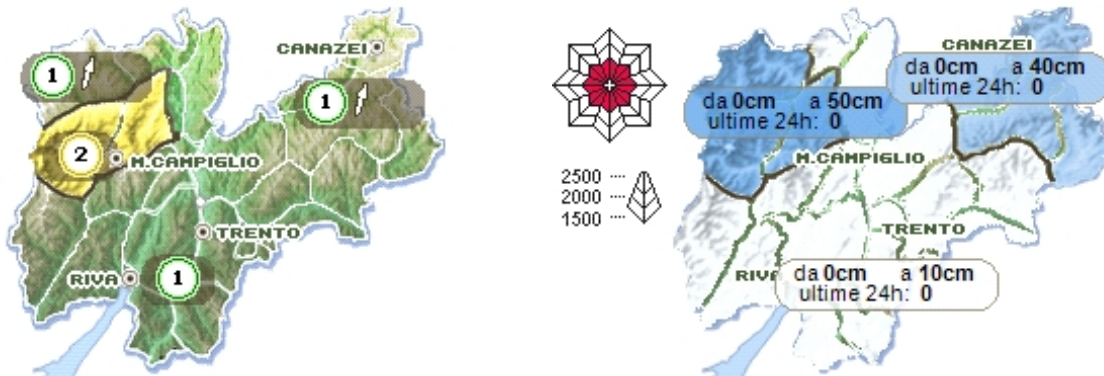 CANAZEI
1
1
2
M.CAMPIGLIO
TRENTO
RIVA
1
2500
2000
1500
CANAZEI
da 0cm a 40cm
ultime 24h: 0
da 0cm a 50cm
ultime 24h: 0
M.CAMPIGLIO
TRENTO
RIVA
da 0cm a 10cm
ultime 24h: 0